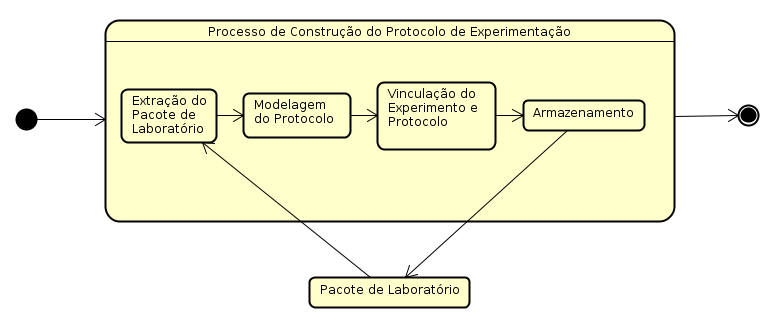 Processo de Construção do Protocolo de Experimentação
Extração do
Pacote de
Laboratório
Modelagem
do Protocolo
Vinculação do
Experimento e
Protocolo
Armazenamento
Pacote de Laboratório